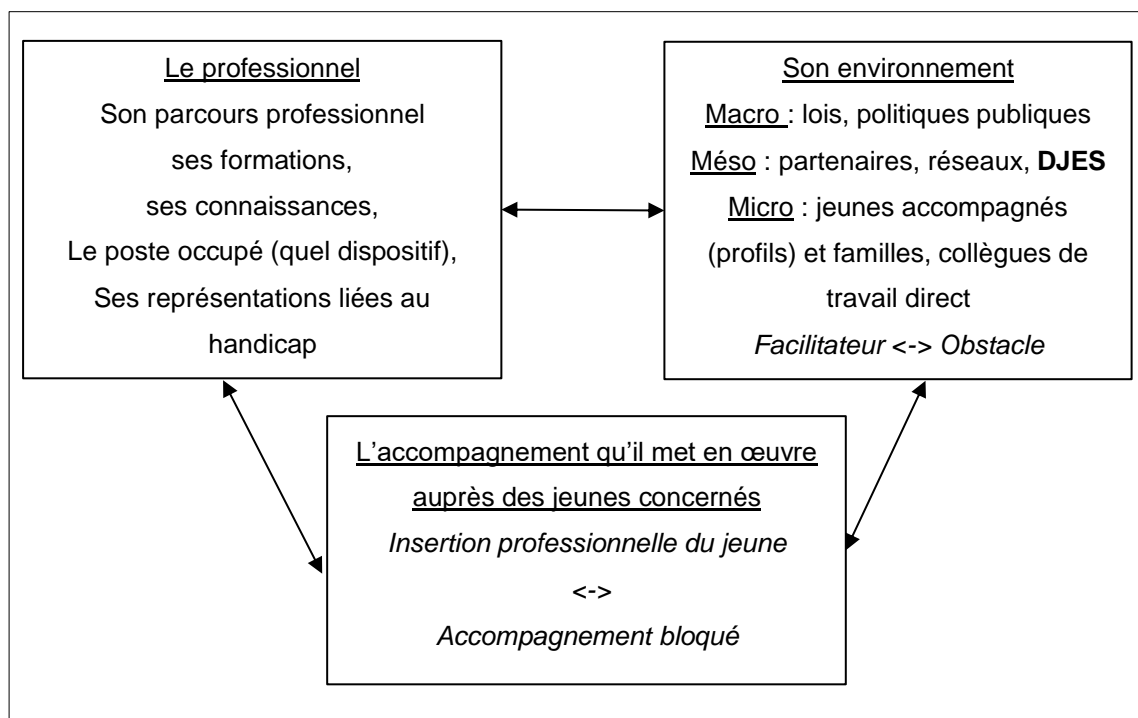 Le professionnel
Son parcours professionnel
ses formations,
ses connaissances,
Le poste occupé (quel dispositif),
Ses représentations liées au
handicap
Son environnement
Macro : lois, politiques publiques
Méso : partenaires, réseaux, DJES
Micro : jeunes accompagnés
(profils) et familles, collègues de
travail direct
Facilitateur <-> Obstacle
L'accompagnement qu'il met en œuvre
auprès des jeunes concernés
Insertion professionnelle du jeune
<->
Accompagnement bloqué